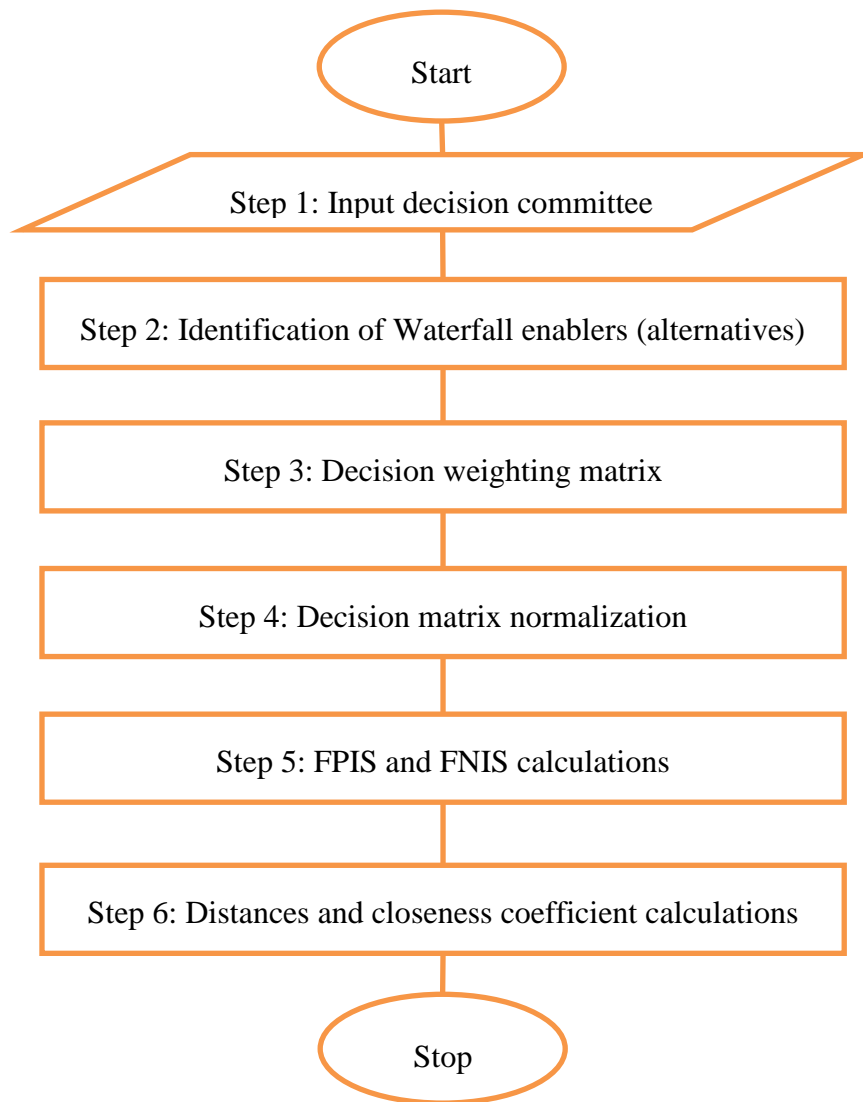 Start
Step 1: Input decision committee
Step 2: Identification of Waterfall enablers (alternatives)
Step 3: Decision weighting matrix
Step 4: Decision matrix normalization
Step 5: FPIS and FNIS calculations
Step 6: Distances and closeness coefficient calculations
Stop